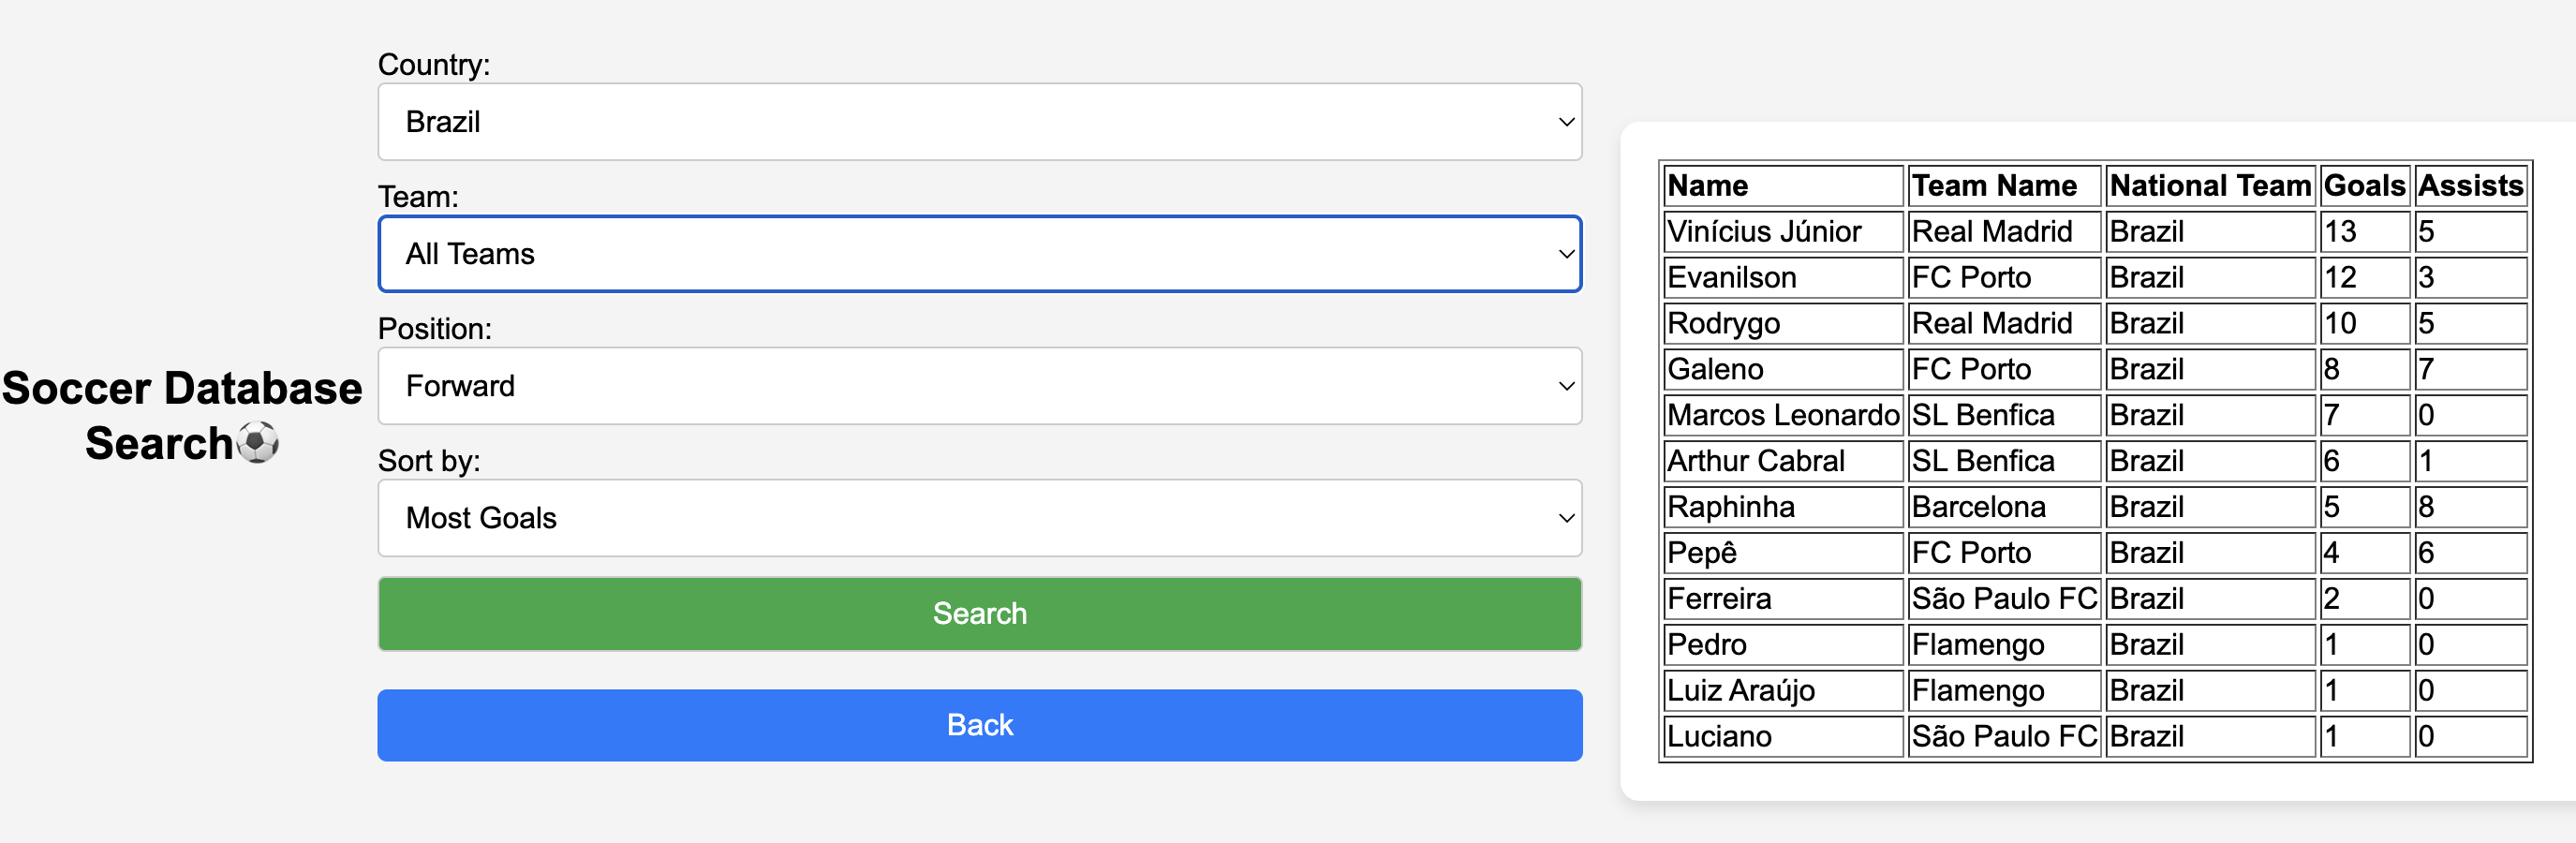 Soccer Database
Search⚽
Country:
Brazil
Team:
All Teams
Position:
Forward
Sort by:
Most Goals
Search
Back
Name Team Name National Team Goals Assists
Vinícius Júnior Real Madrid Brazil 13 5
Evanilson FC Porto Brazil 12 3
Rodrygo Real Madrid Brazil 10 5
Galeno FC Porto Brazil 8 7
Marcos Leonardo SL Benfica Brazil 7 0
Arthur Cabral SL Benfica Brazil 6 1
Raphinha Barcelona Brazil 5 8
Pepê FC Porto Brazil 4 6
Ferreira São Paulo FC Brazil 2 0
Pedro Flamengo Brazil 1 0
Luiz Araújo Flamengo Brazil 1 0
Luciano São Paulo FC Brazil 1 0